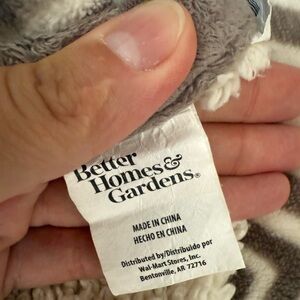 Better
Homes&
Gardens®
MADE IN CHINA
HECHO EN CHINA
Distributed by/Distribuido por
Wal-Mart Stores, Inc.
Bentonville, AR 72716